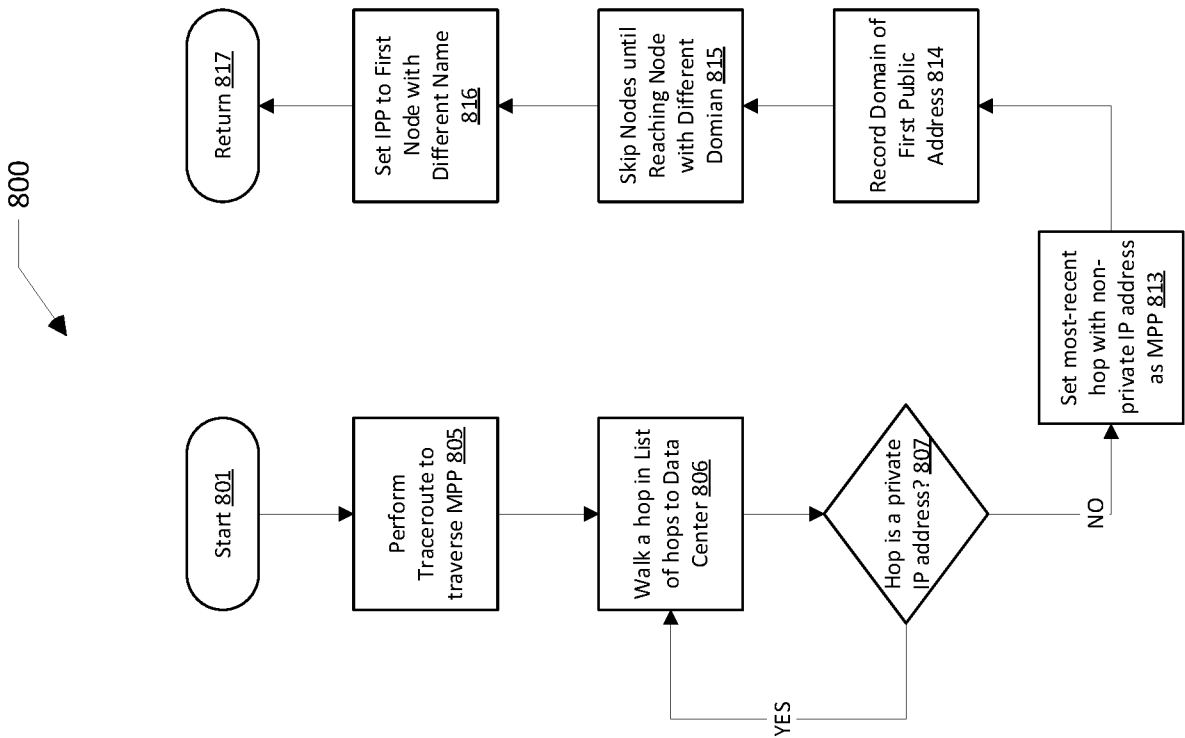 800
Start 801
Perform
Traceroute to
traverse MPP 805
Walk a hop in List
of hops to Data
Center 806
Hop is a private
IP address? 807
YES
NO
Set most-recent
hop with non-
private IP address
as MPP 813
Record Domain of
First Public
Address 814
Skip Nodes until
Reaching Node
with Different
Domian 815
Set IPP to First
Node with
Different Name
816
Return 817